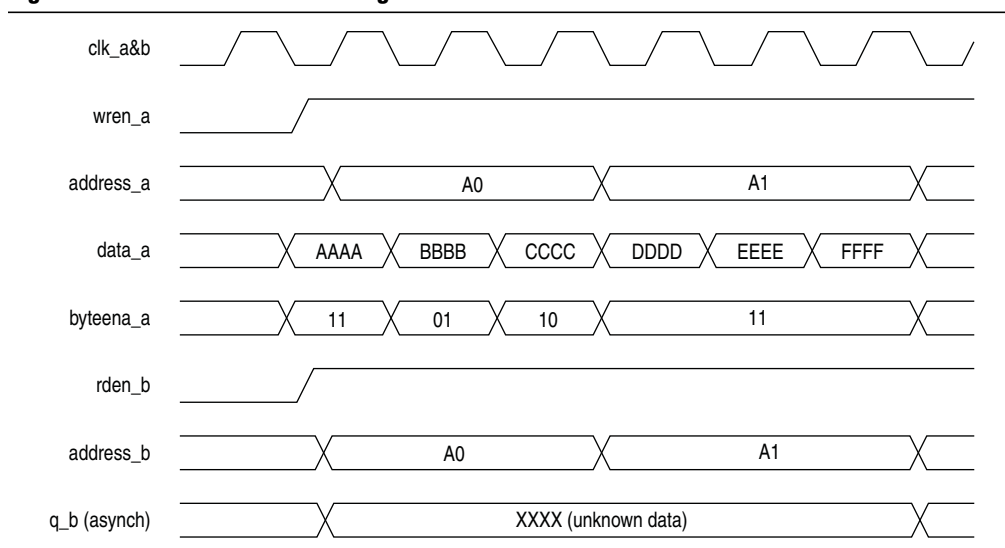 clk_a&b
wren_a
address_a A0 A1
data_a AAAA BBBB CCCC DDDD EEEE FFFF
byteena_a 11 01 10 11
rden_b
address_b A0 A1
q_b (asynch) XXXX (unknown data)